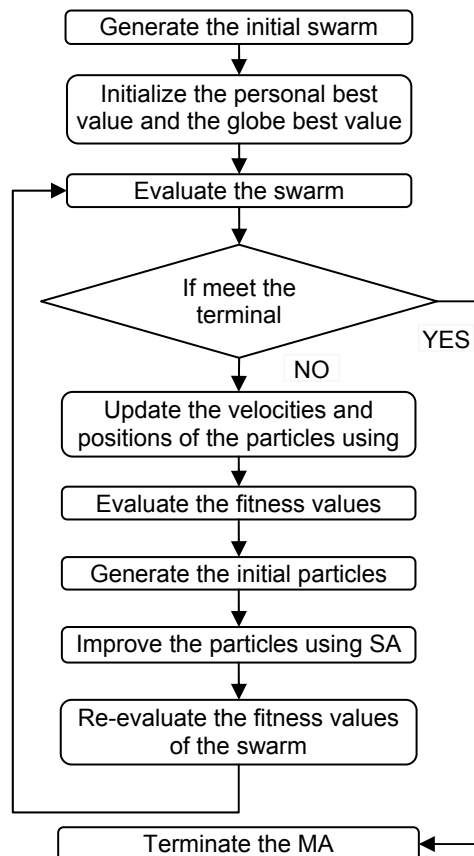 Generate the initial swarm
Initialize the personal best
value and the globe best value
Evaluate the swarm
If meet the
terminal
YES
NO
Update the velocities and
positions of the particles using
Evaluate the fitness values
Generate the initial particles
Improve the particles using SA
Re-evaluate the fitness values
of the swarm
Terminate the MA